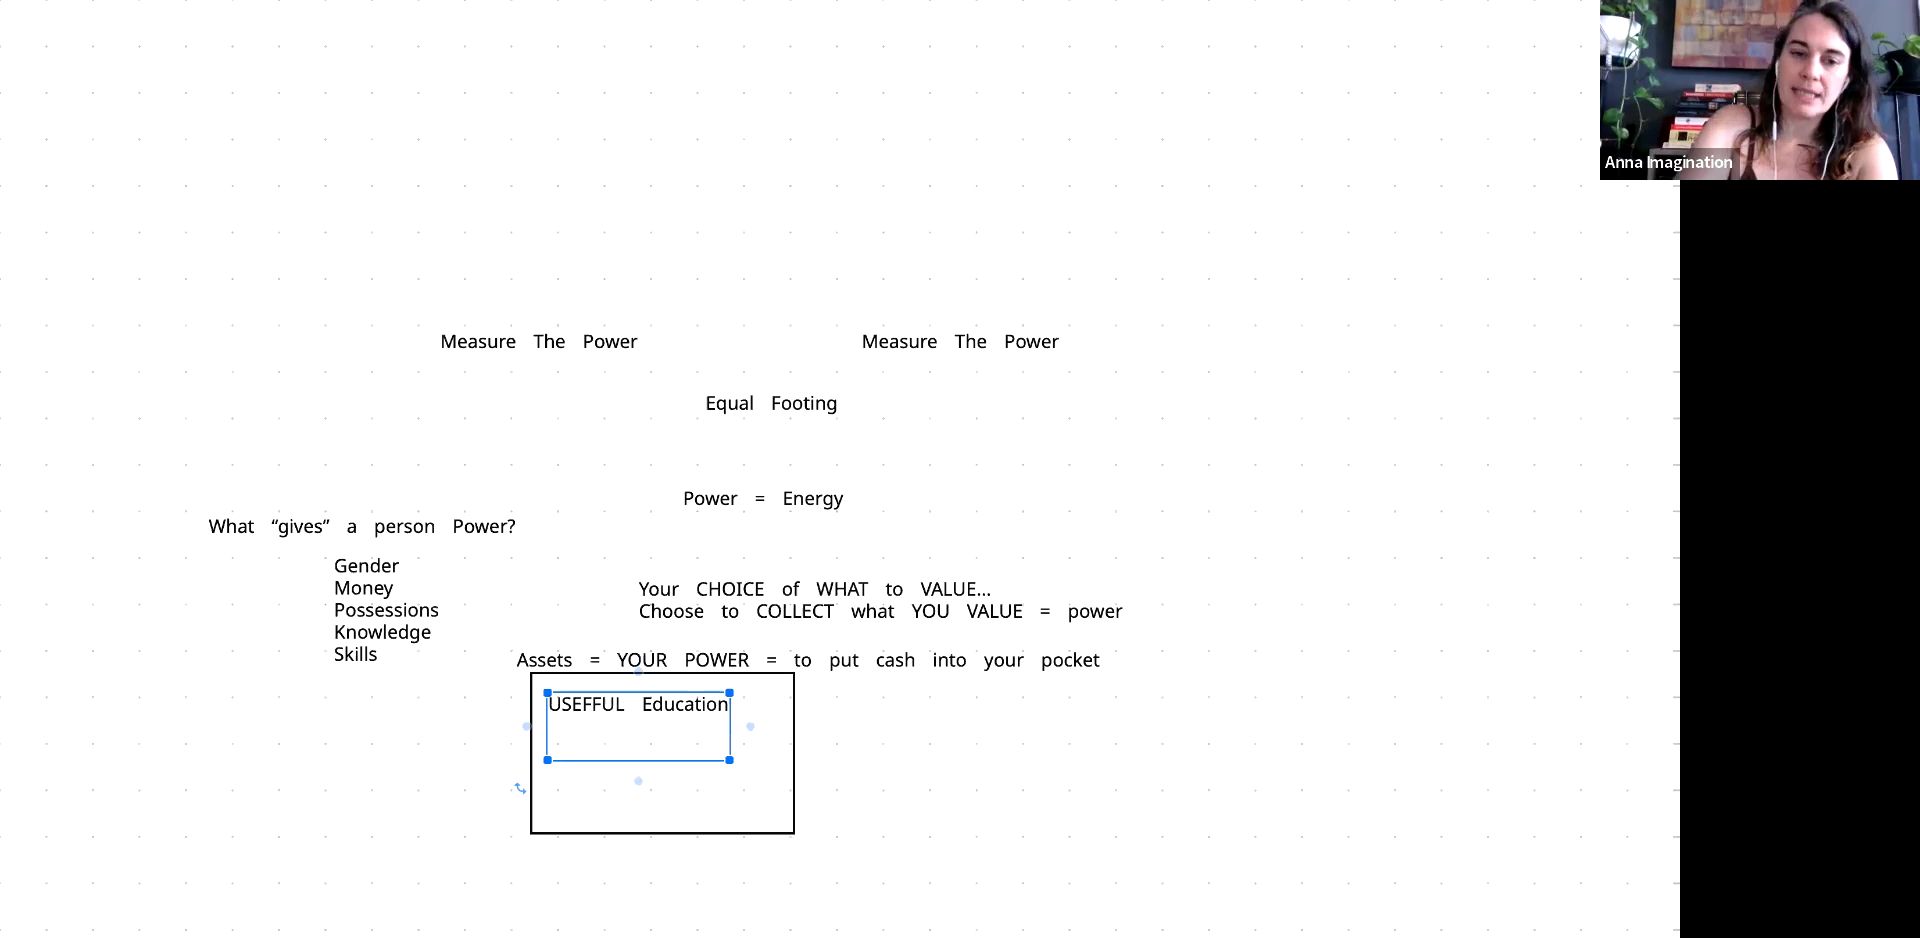 Anna Imagination
Measure The Power
Measure The Power
Equal Footing
Power = Energy
What “gives” a person Power?
Gender
Money
Possessions
Knowledge
Skills
Your CHOICE of WHAT to VALUE...
Choose to COLLECT what YOU VALUE = power
Assets = YOUR POWER = to put cash into your pocket
USEFFUL Education